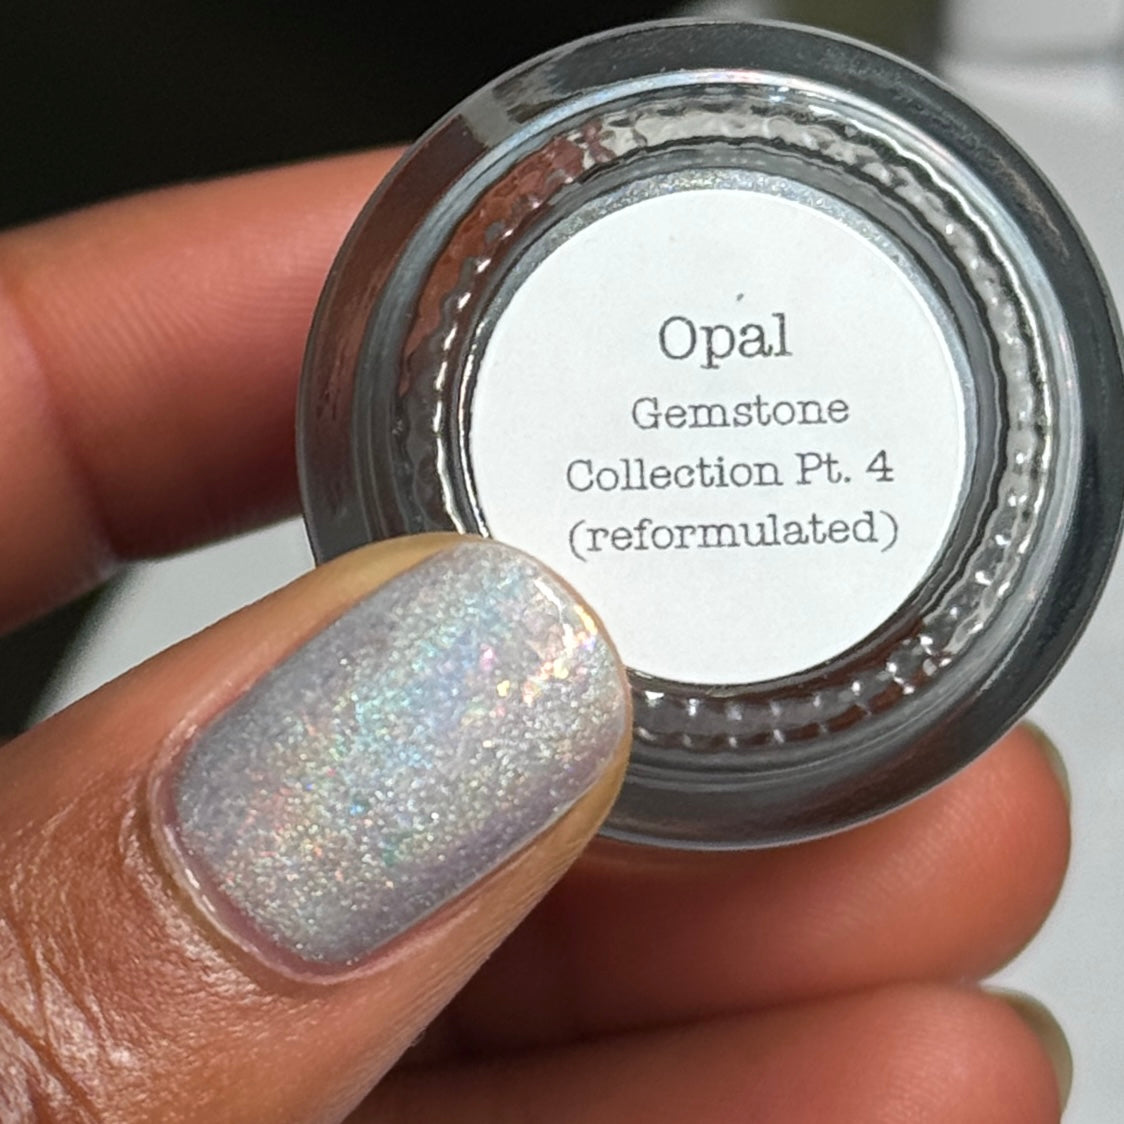 Opal
Gemstone
Collection Pt. 4
(reformulated)